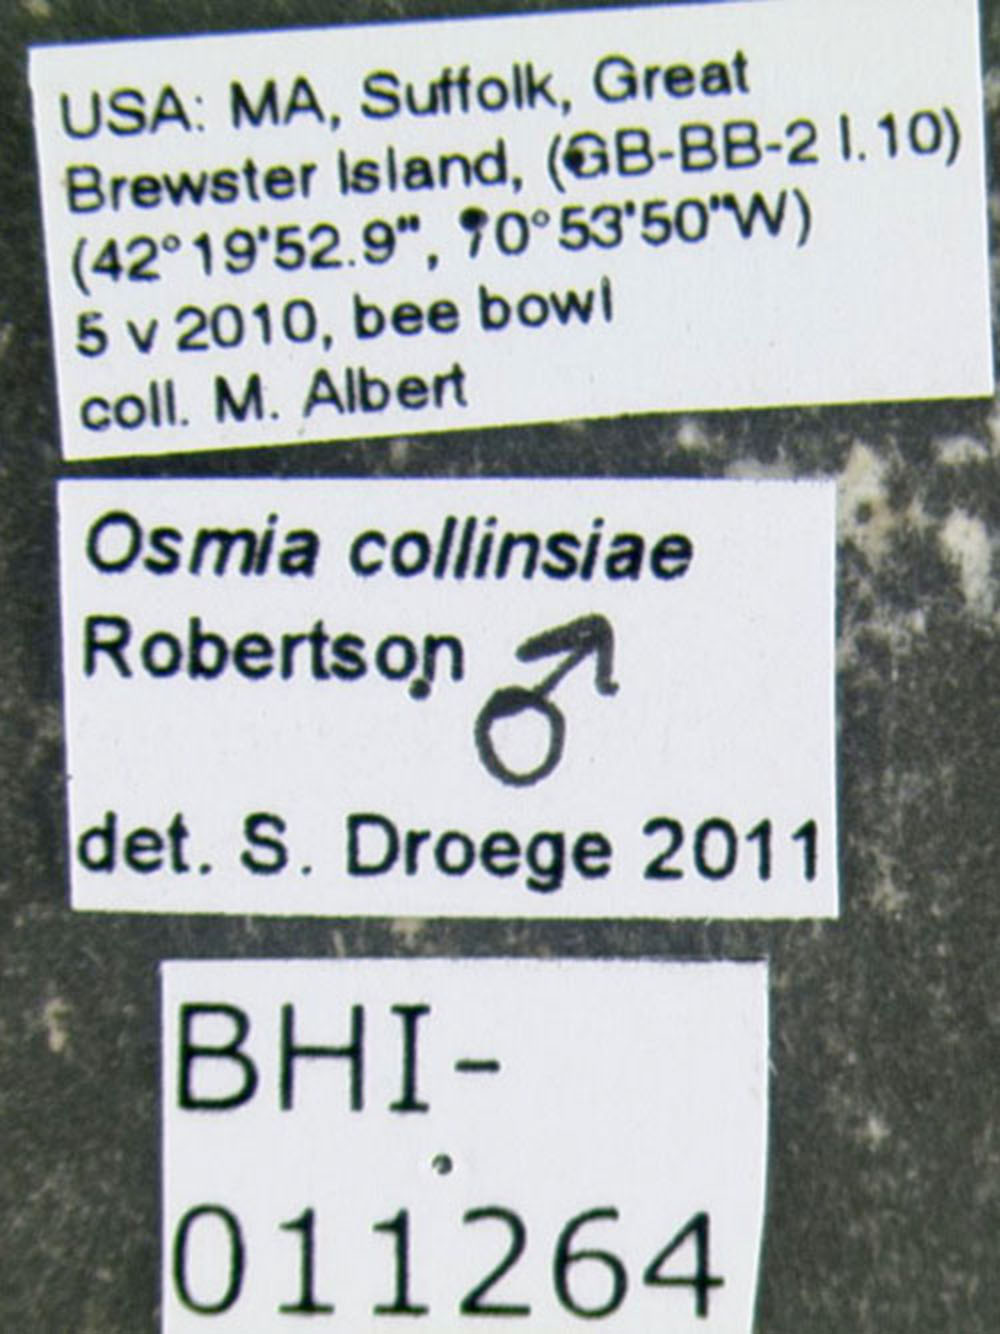 USA: MA, Suffolk, Great
Brewster Island, (GB-BB-2 I.10)
(42°19'52.9", 70°53'50"W)
5 v 2010, bee bowl
coll. M. Albert
Osmia collinsiae
Robertson ♂
det. S. Droege 2011
BHI-
011264